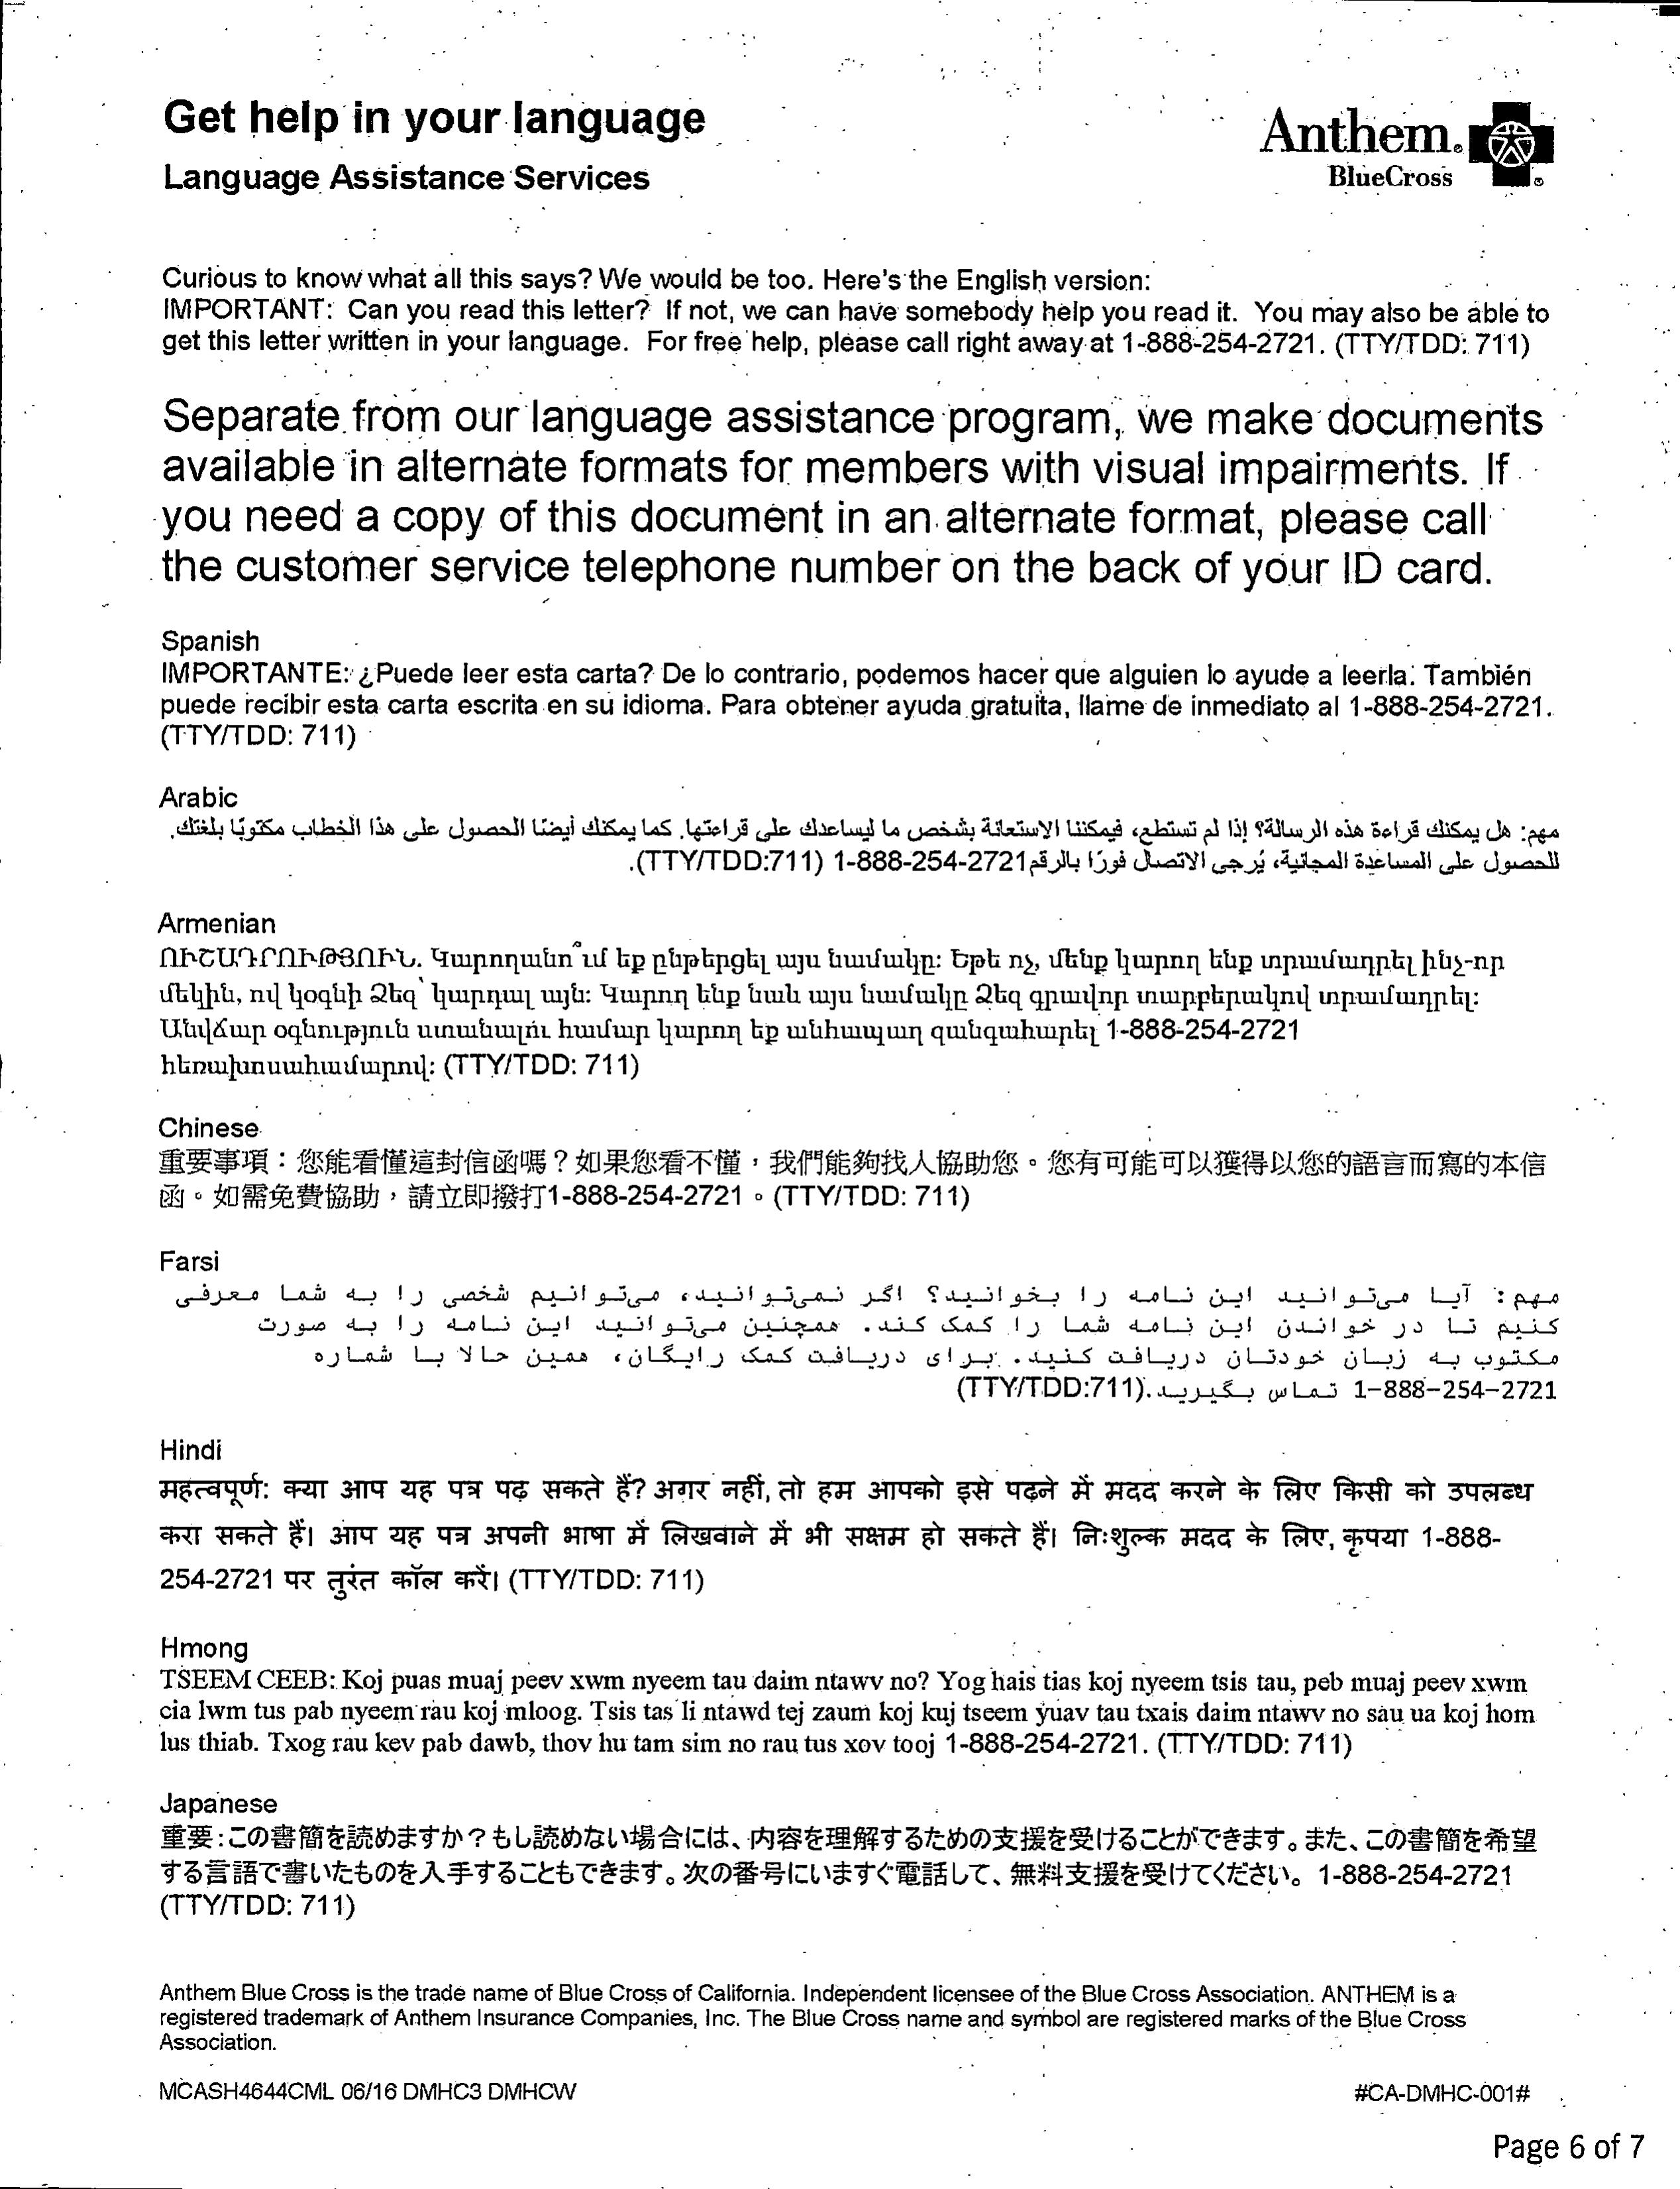 Get help in your language
Language Assistance Services
Anthem®
BlueCross ®
Curious to know what all this says? We would be too. Here's the English version:
IMPORTANT: Can you read this letter? If not, we can have somebody help you read it. You may also be able to
get this letter written in your language. For free help, please call right away at 1-888-254-2721. (TTY/TDD: 711)
Separate from our language assistance program, we make documents
available in alternate formats for members with visual impairments. If
you need a copy of this document in an alternate format, please call
the customer service telephone number on the back of your ID card.
Spanish
IMPORTANTE: ¿Puede leer esta carta? De lo contrario, podemos hacer que alguien lo ayude a leerla. También
puede recibir esta carta escrita en su idioma. Para obtener ayuda gratuita, llame de inmediato al 1-888-254-2721.
(TTY/TDD: 711)
Arabic
مهم: هل يمكنك قراءة هذه الرسالة؟ إذا لم تستطع، فيمكننا الاستعانة بشخص ما ليساعدك على قراءتها. كما يمكنك أيضًا الحصول على هذا الخطاب مكتوبًا بلغتك.
للحصول على المساعدة المجانية، يُرجى الاتصال فورًا بالرقم 1-888-254-2721 (TTY/TDD:711).
Armenian
ՈՒՇԱԴՐՈՒԹՅՈՒՆ. Կարողանո՞ւմ եք ընթերցել այս նամակը: Եթե ոչ, մենք կարող ենք տրամադրել ինչ-որ
մեկին, ով կօգնի Ձեզ՝ կարդալ այն: Կարող ենք նաև այս նամակը Ձեզ գրավոր տարբերակով տրամադրել:
Անվճար օգնություն ստանալու համար կարող եք անհապաղ զանգահարել 1-888-254-2721
հեռախոսահամարով: (TTY/TDD: 711)
Chinese
重要事項：您能看懂這封信函嗎？如果您看不懂，我們能夠找人協助您。您有可能可以獲得以您的語言而寫的本信
函。如需免費協助，請立即撥打1-888-254-2721。(TTY/TDD: 711)
Farsi
مهم: آیا می‌توانید این نامه را بخوانید؟ اگر نمی‌توانید، می‌توانیم شخصی را به شما معرفی
کنیم تا در خواندن این نامه شما را کمک کند. همچنین می‌توانید این نامه را به صورت
مکتوب به زبان خودتان دریافت کنید. برای دریافت کمک رایگان، همین حالا با شماره
1-888-254-2721 تماس بگیرید.(TTY/TDD:711)
Hindi
महत्वपूर्ण: क्या आप यह पत्र पढ़ सकते हैं? अगर नहीं, तो हम आपको इसे पढ़ने में मदद करने के लिए किसी को उपलब्ध
करा सकते हैं। आप यह पत्र अपनी भाषा में लिखवाने में भी सक्षम हो सकते हैं। निःशुल्क मदद के लिए, कृपया 1-888-
254-2721 पर तुरंत कॉल करें। (TTY/TDD: 711)
Hmong
TSEEM CEEB: Koj puas muaj peev xwm nyeem tau daim ntawv no? Yog hais tias koj nyeem tsis tau, peb muaj peev xwm
cia lwm tus pab nyeem rau koj mloog. Tsis tas li ntawd tej zaum koj kuj tseem yuav tau txais daim ntawv no sau ua koj hom
lus thiab. Txog rau kev pab dawb, thov hu tam sim no rau tus xov tooj 1-888-254-2721. (TTY/TDD: 711)
Japanese
重要:この書簡を読めますか？もし読めない場合には、内容を理解するための支援を受けることができます。また、この書簡を希望
する言語で書いたものを入手することもできます。次の番号にいますぐ電話して、無料支援を受けてください。1-888-254-2721
(TTY/TDD: 711)
Anthem Blue Cross is the trade name of Blue Cross of California. Independent licensee of the Blue Cross Association. ANTHEM is a
registered trademark of Anthem Insurance Companies, Inc. The Blue Cross name and symbol are registered marks of the Blue Cross
Association.
MCASH4644CML 06/16 DMHC3 DMHCW
#CA-DMHC-001#
Page 6 of 7